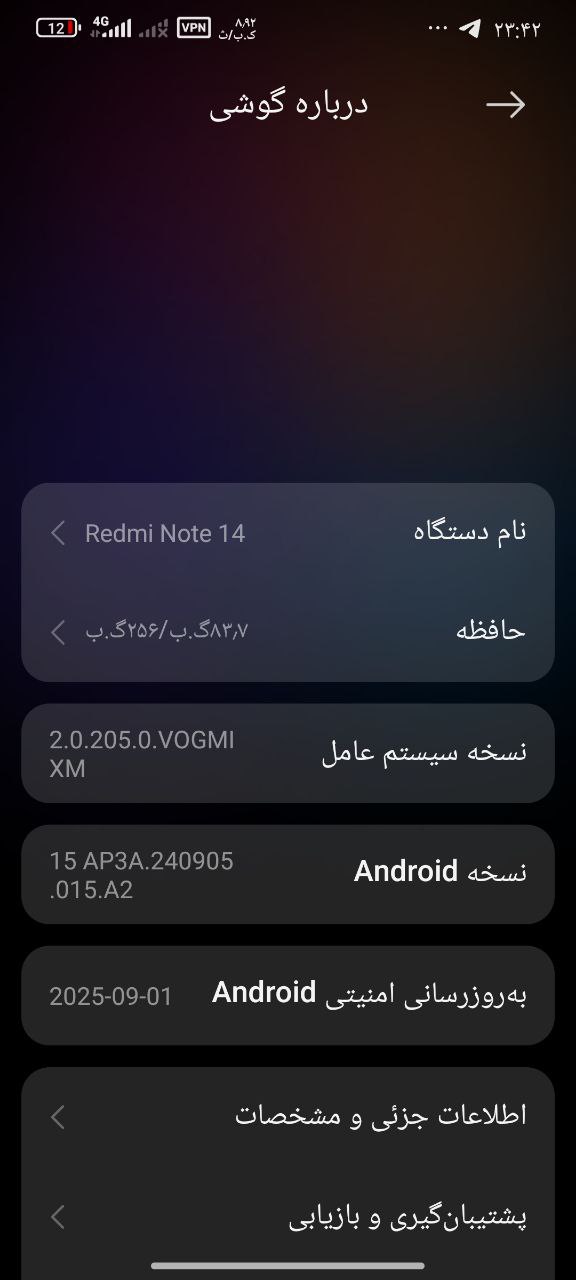 ۲۳:۴۲
12 4G VPN ۸٫۹۲ ک.ب/ث
درباره گوشی
نام دستگاه
Redmi Note 14
حافظه
۸۳٫۷گ.ب/۲۵۶گ.ب
نسخه سیستم عامل
2.0.205.0.VOGMI
XM
نسخه Android
15 AP3A.240905
.015.A2
به‌روزرسانی امنیتی Android
2025-09-01
اطلاعات جزئی و مشخصات
پشتیبان‌گیری و بازیابی